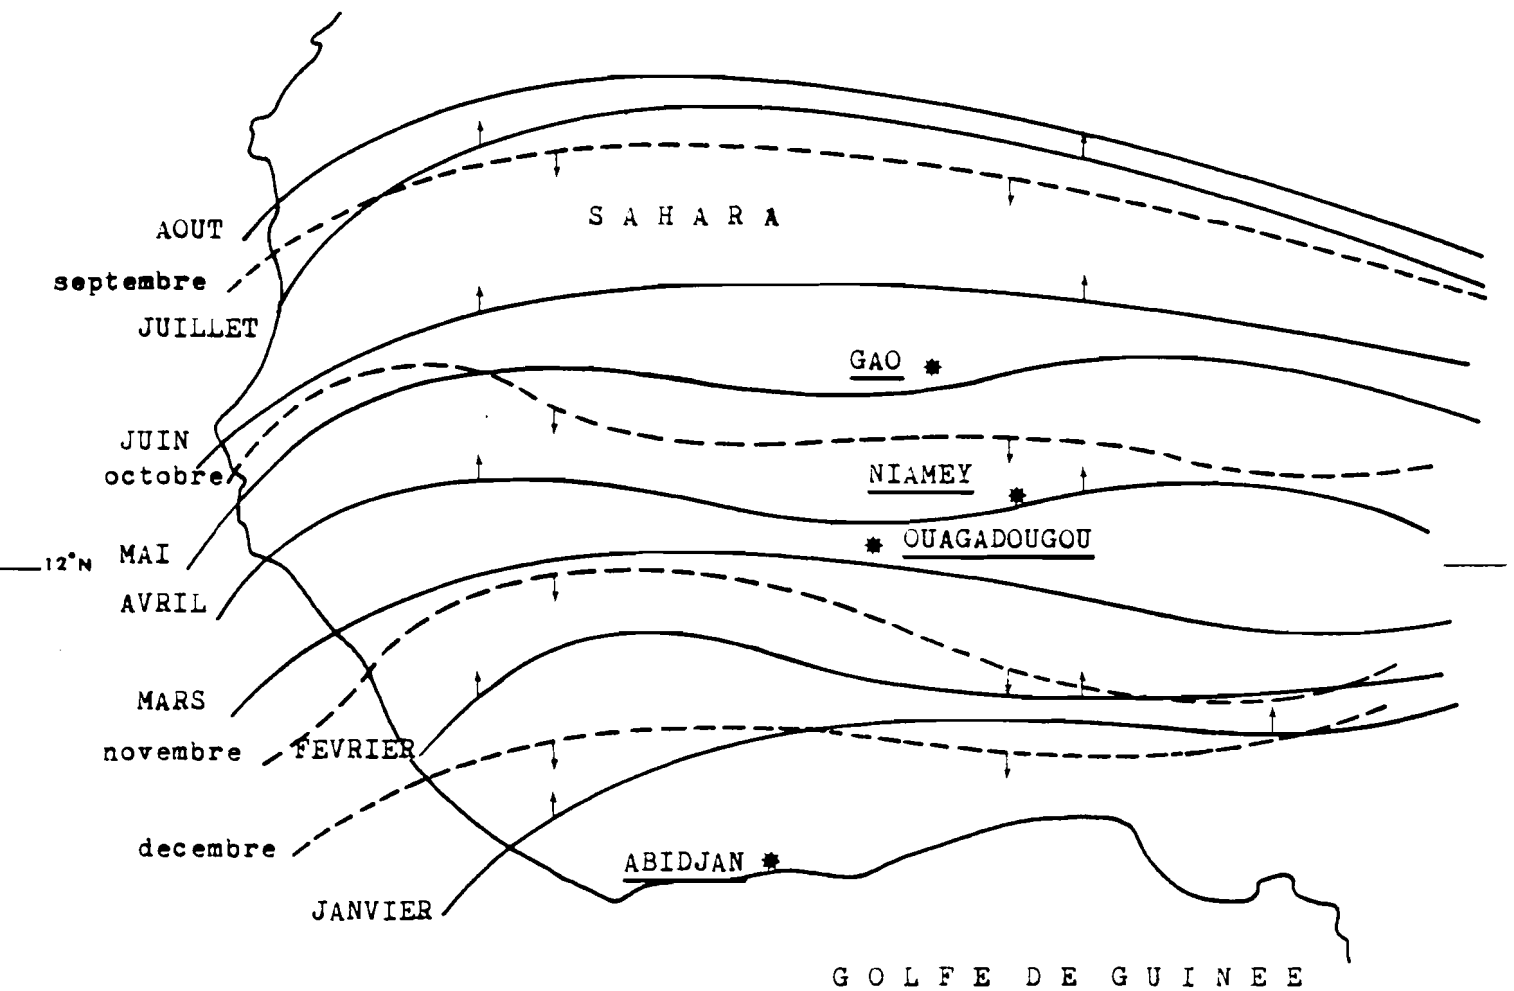 SAHARA
AOUT
septembre
JUILLET
GAO
JUIN
octobre
NIAMEY
OUAGADOUGOU
12°N
MAI
AVRIL
MARS
novembre
FEVRIER
decembre
ABIDJAN
JANVIER
GOLFE DE GUINEE